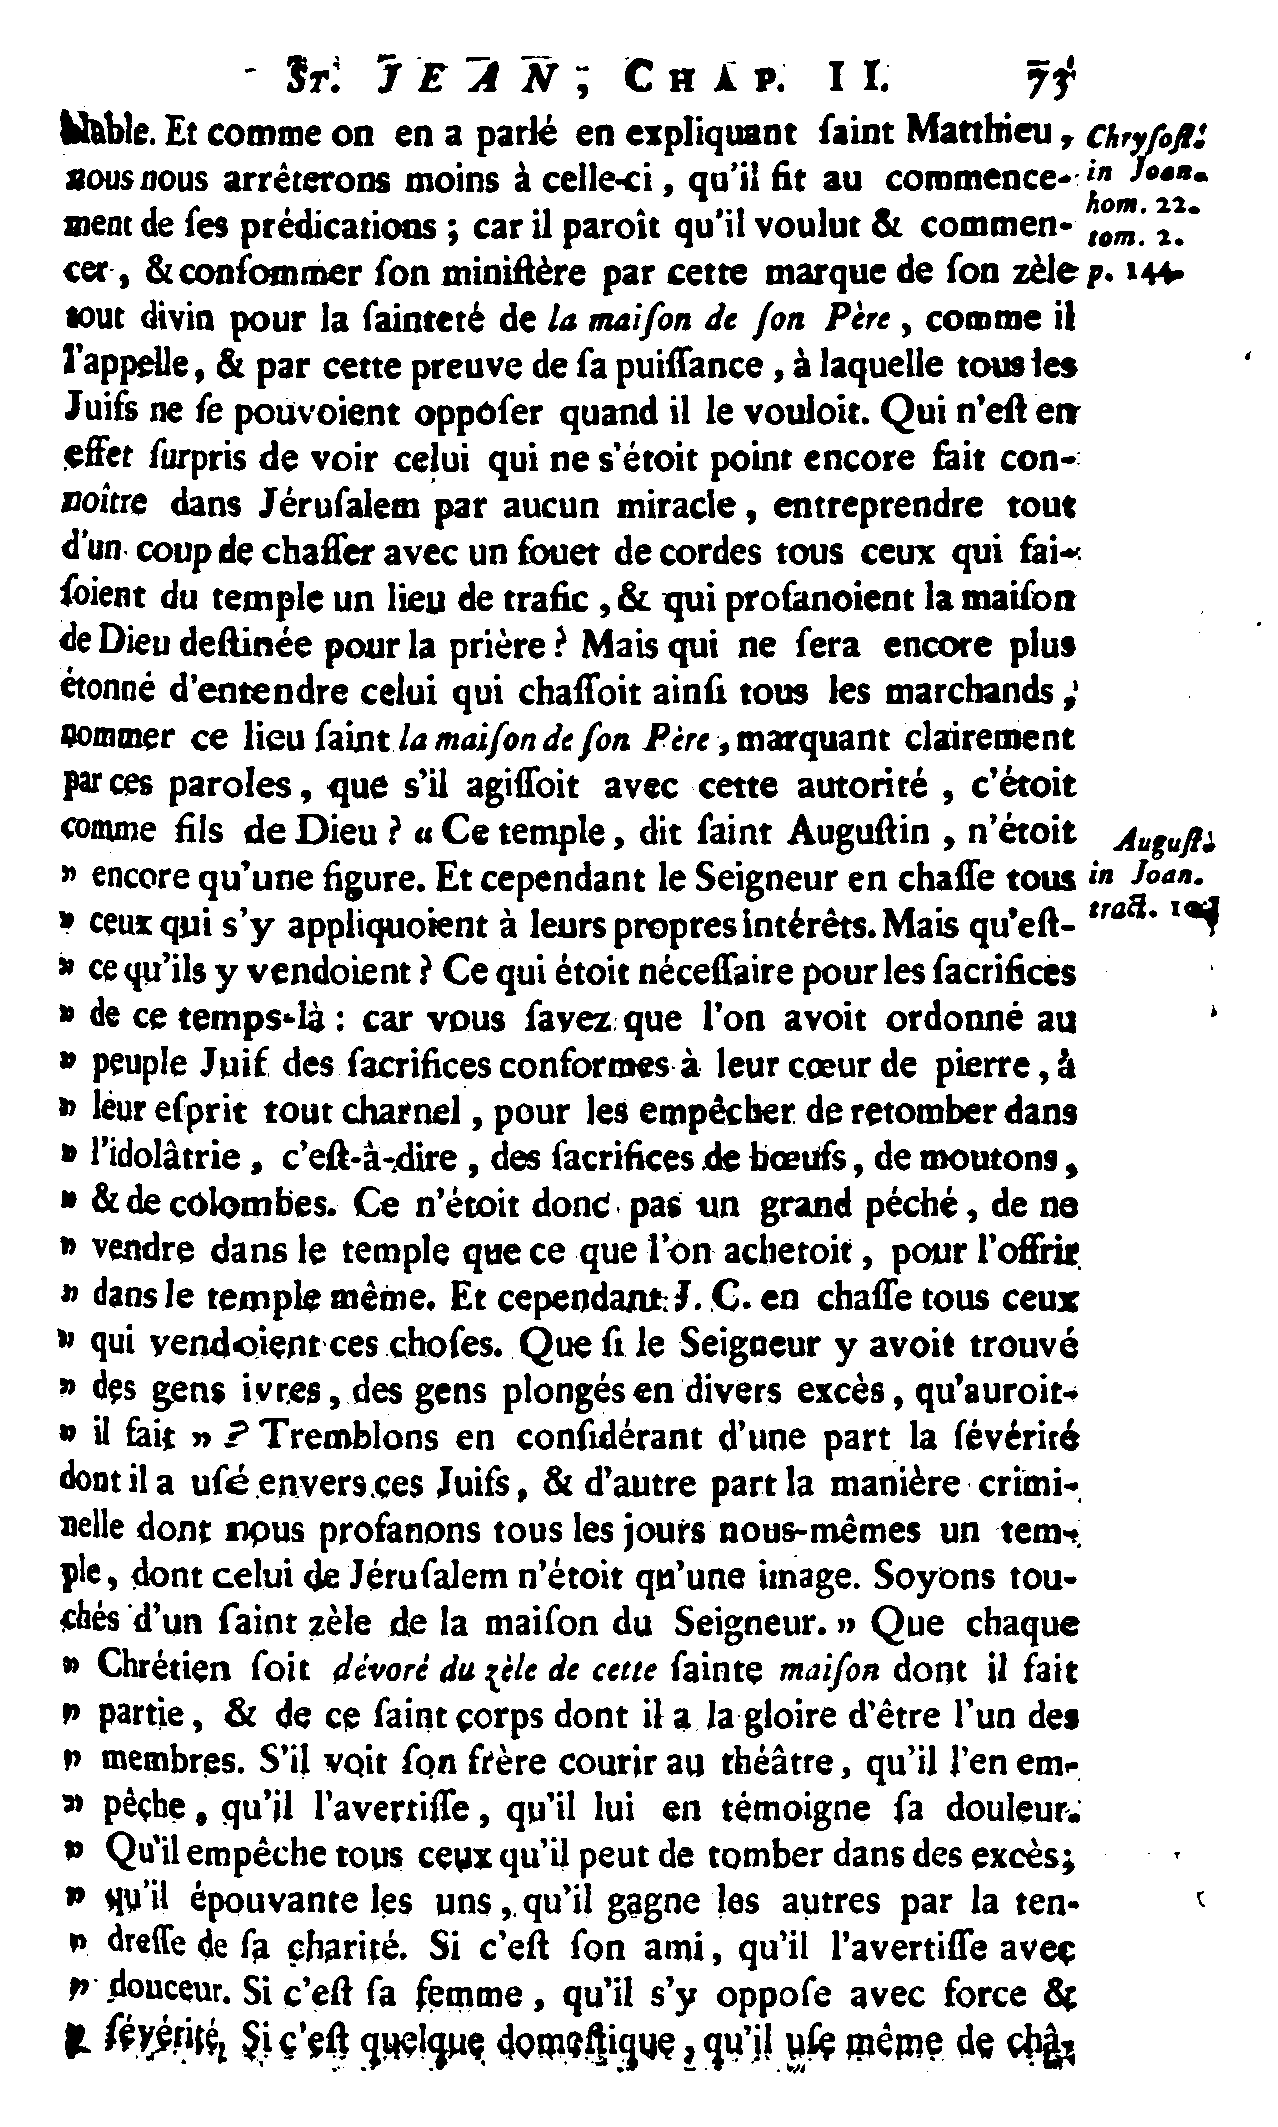 ST. JEAN, CHAP. II. 73
blable. Et comme on en a parlé en expliquant ſaint Matthieu,
nous nous arrêterons moins à celle-ci, qu'il fit au commence-
ment de ſes prédications ; car il paroît qu'il voulut & commen-
cer, & conſommer ſon miniſtère par cette marque de ſon zèle
tout divin pour la ſainteté de la maiſon de ſon Père, comme il
l'appelle, & par cette preuve de ſa puiſſance, à laquelle tous les
Juifs ne ſe pouvoient oppoſer quand il le vouloit. Qui n'eſt en
effet ſurpris de voir celui qui ne s'étoit point encore fait con-
noître dans Jéruſalem par aucun miracle, entreprendre tout
d'un coup de chaſſer avec un fouet de cordes tous ceux qui fai-
ſoient du temple un lieu de trafic, & qui profanoient la maiſon
de Dieu deſtinée pour la prière ? Mais qui ne ſera encore plus
étonné d'entendre celui qui chaſſoit ainſi tous les marchands,
nommer ce lieu ſaint la maiſon de ſon Père, marquant clairement
par ces paroles, que s'il agiſſoit avec cette autorité, c'étoit
comme fils de Dieu ? « Ce temple, dit ſaint Auguſtin, n'étoit
» encore qu'une figure. Et cependant le Seigneur en chaſſe tous
» ceux qui s'y appliquoient à leurs propres intérêts. Mais qu'eſt-
» ce qu'ils y vendoient ? Ce qui étoit néceſſaire pour les ſacrifices
» de ce temps-là : car vous ſavez que l'on avoit ordonné au
» peuple Juif des ſacrifices conformes à leur cœur de pierre, à
» leur eſprit tout charnel, pour les empêcher de retomber dans
» l'idolâtrie, c'eſt-à-dire, des ſacrifices de bœufs, de moutons,
» & de colombes. Ce n'étoit donc pas un grand péché, de ne
» vendre dans le temple que ce que l'on achetoit, pour l'offrir
» dans le temple même. Et cependant J. C. en chaſſe tous ceux
» qui vendoient ces choſes. Que ſi le Seigneur y avoit trouvé
» des gens ivres, des gens plongés en divers excès, qu'auroit-
» il fait » ? Tremblons en conſidérant d'une part la ſévérité
dont il a uſé envers ces Juifs, & d'autre part la manière crimi-
nelle dont nous profanons tous les jours nous-mêmes un tem-
ple, dont celui de Jéruſalem n'étoit qu'une image. Soyons tou-
chés d'un ſaint zèle de la maiſon du Seigneur. » Que chaque
» Chrétien ſoit dévoré du zèle de cette ſainte maiſon dont il fait
» partie, & de ce ſaint corps dont il a la gloire d'être l'un des
» membres. S'il voit ſon frère courir au théâtre, qu'il l'en em-
» pêche, qu'il l'avertiſſe, qu'il lui en témoigne ſa douleur.
» Qu'il empêche tous ceux qu'il peut de tomber dans des excès;
» qu'il épouvante les uns, qu'il gagne les autres par la ten-
» dreſſe de ſa charité. Si c'eſt ſon ami, qu'il l'avertiſſe avec
» douceur. Si c'eſt ſa femme, qu'il s'y oppoſe avec force &
» ſévérité, Si c'eſt quelque domeſtique, qu'il uſe même de châ-
Chryſoſt.
in Joan.
hom. 22.
tom. 2.
p. 144.
Auguſt.
in Joan.
tract.